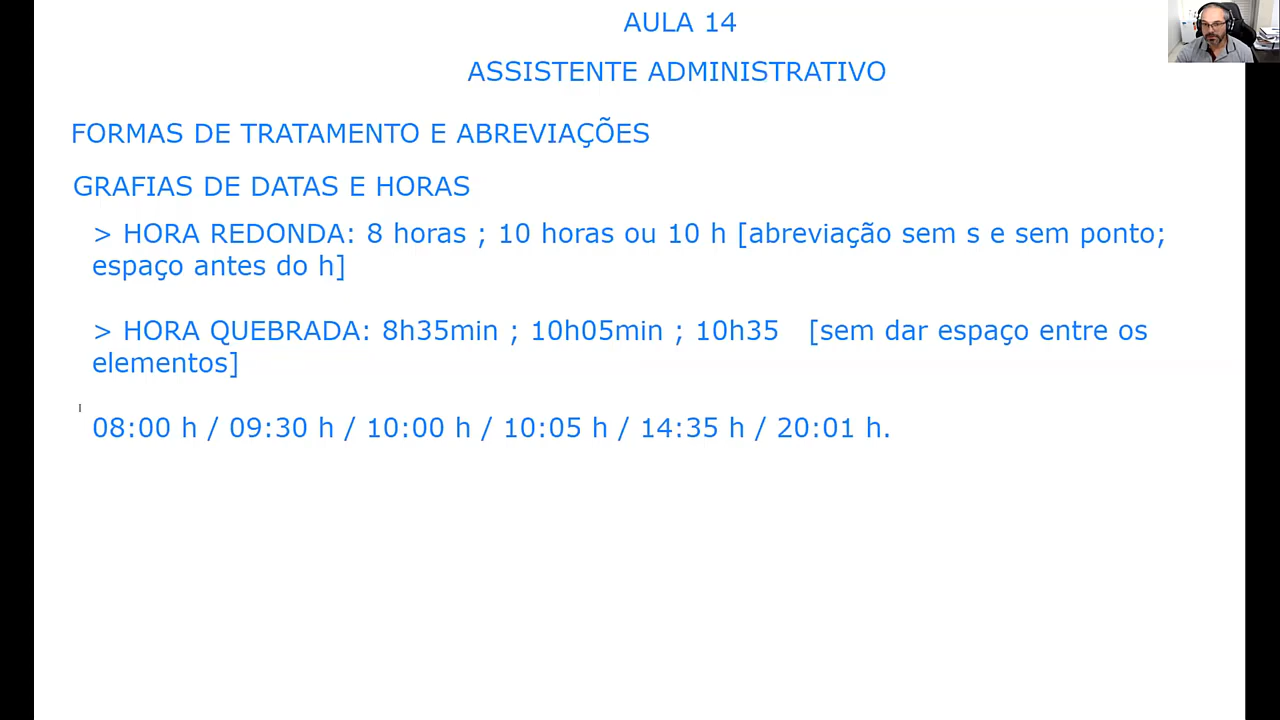 AULA 14
ASSISTENTE ADMINISTRATIVO
FORMAS DE TRATAMENTO E ABREVIAÇÕES
GRAFIAS DE DATAS E HORAS
> HORA REDONDA: 8 horas ; 10 horas ou 10 h [abreviação sem s e sem ponto;
espaço antes do h]
> HORA QUEBRADA: 8h35min ; 10h05min ; 10h35 [sem dar espaço entre os
elementos]
08:00 h / 09:30 h / 10:00 h / 10:05 h / 14:35 h / 20:01 h.